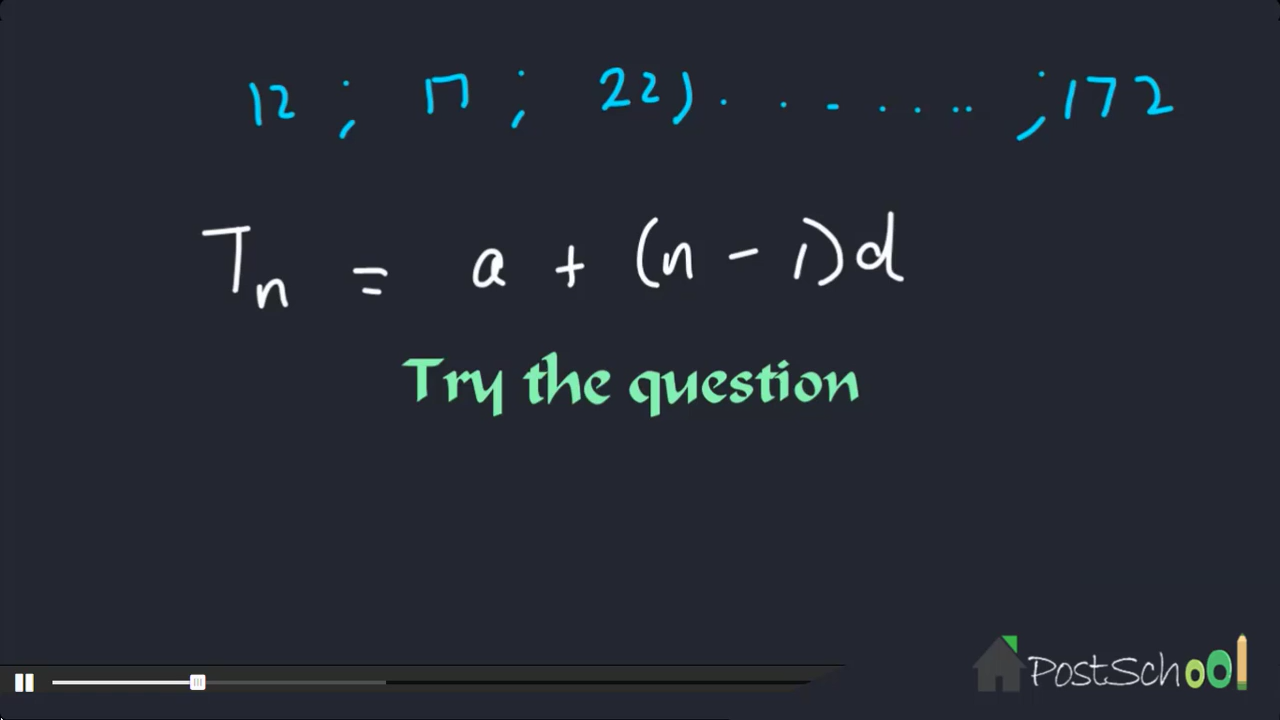 12 ; 17 ; 22 ) . . - . . .. ; 172
Tn = a + (n - 1)d
Try the question
PostSchool